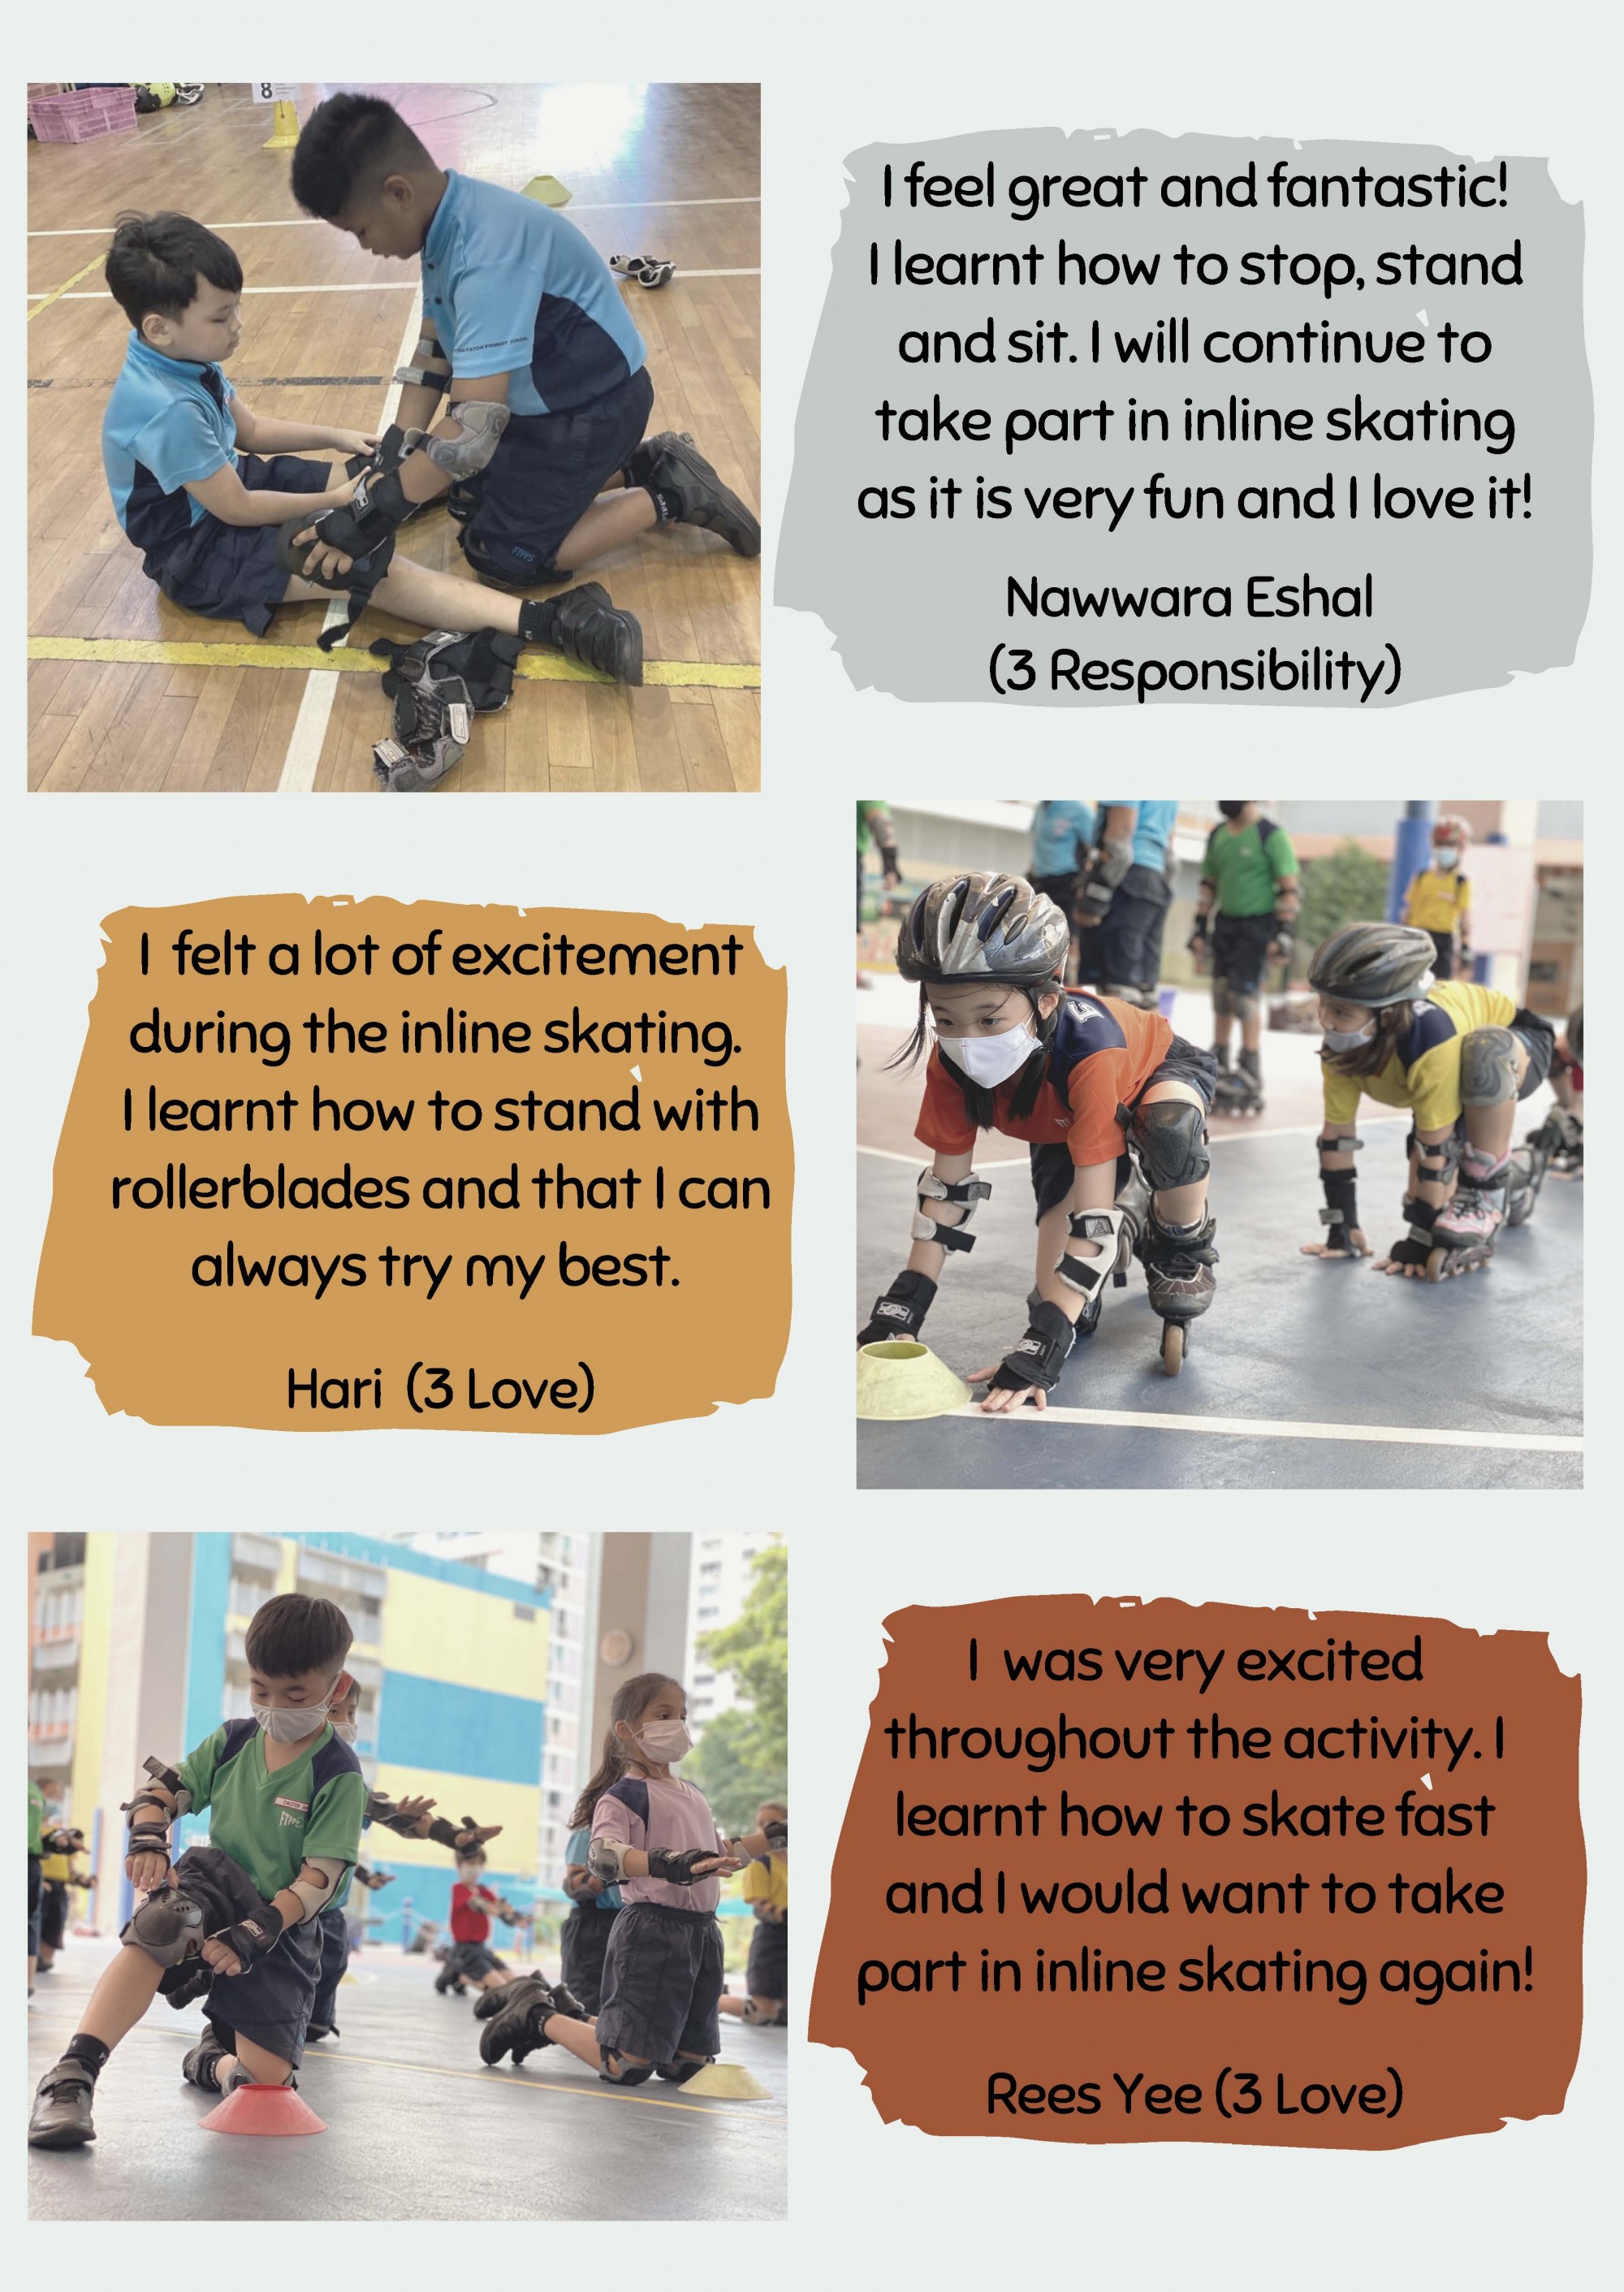 8
FTPPS
I feel great and fantastic!
I learnt how to stop, stand
and sit. I will continue to
take part in inline skating
as it is very fun and I love it!
Nawwara Eshal
(3 Responsibility)
I felt a lot of excitement
during the inline skating.
I learnt how to stand with
rollerblades and that I can
always try my best.
Hari (3 Love)
FTPPS
I was very excited
throughout the activity. I
learnt how to skate fast
and I would want to take
part in inline skating again!
Rees Yee (3 Love)